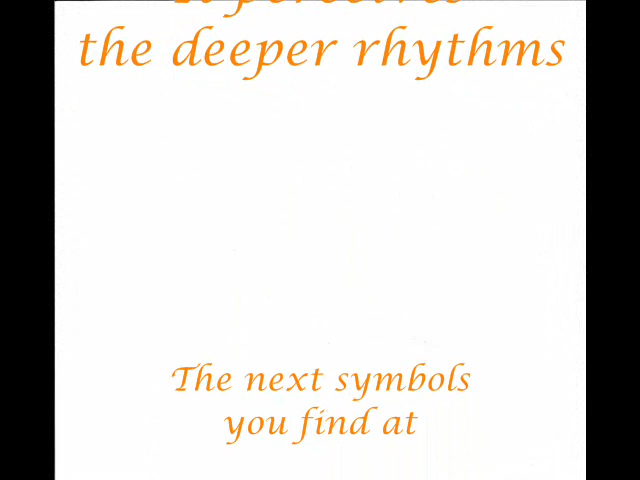 the deeper rhythms
The next symbols
you find at